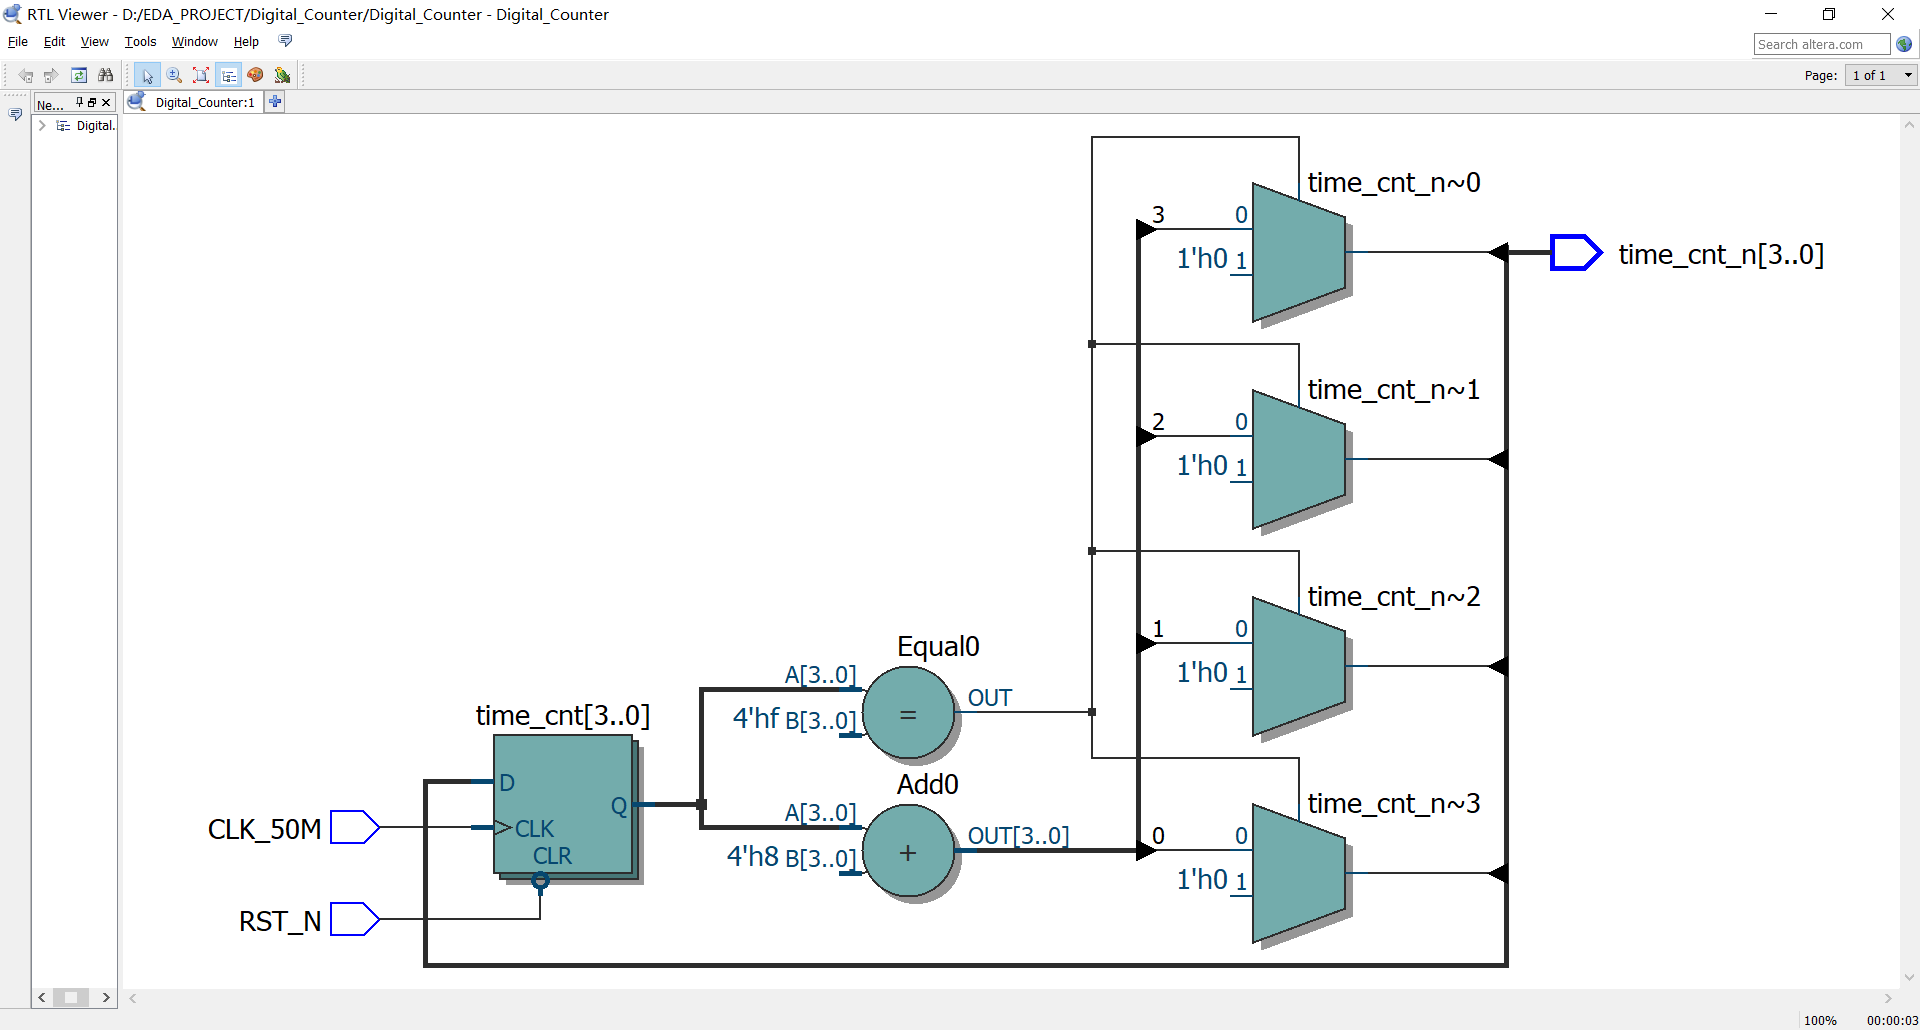 RTL Viewer - D:/EDA_PROJECT/Digital_Counter/Digital_Counter - Digital_Counter
File Edit View Tools Window Help
Search altera.com
Page: 1 of 1
Ne...
Digital_Counter:1
Digital.
time_cnt_n~0
3 0
1'h0 1
time_cnt_n[3..0]
time_cnt_n~1
2 0
1'h0 1
time_cnt_n~2
1 0
1'h0 1
Equal0
A[3..0]
OUT
4'hf B[3..0]
=
time_cnt[3..0]
D
Q
CLK_50M
CLK
CLR
RST_N
Add0
A[3..0]
OUT[3..0]
4'h8 B[3..0]
+
time_cnt_n~3
0 0
1'h0 1
100% 00:00:03